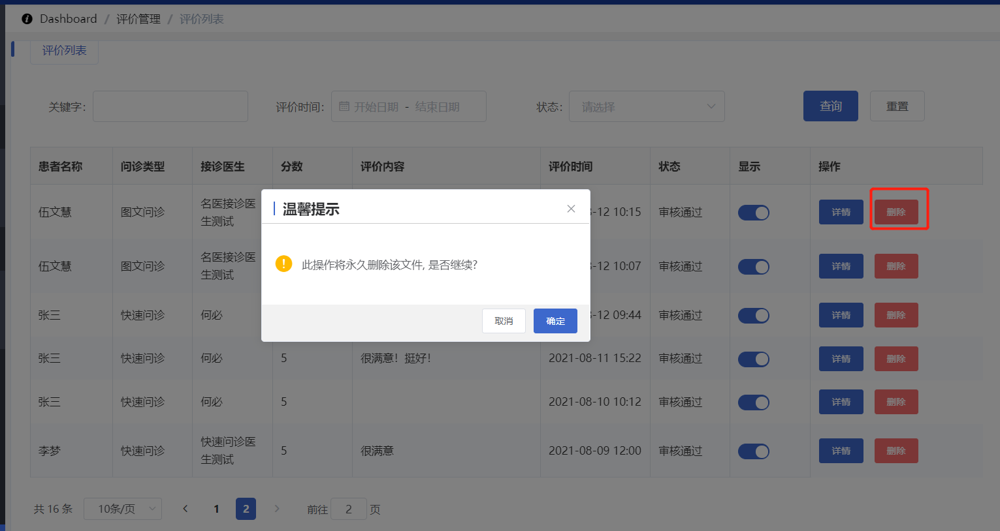 Dashboard / 评价管理 / 评价列表
评价列表
关键字: 评价时间: 开始日期 - 结束日期 状态: 请选择 查询 重置
患者名称 问诊类型 接诊医生 分数 评价内容 评价时间 状态 显示 操作
伍文慧 图文问诊 名医接诊医
生测试 -12 10:15 审核通过 详情 删除
温馨提示
此操作将永久删除该文件, 是否继续?
取消 确定
伍文慧 图文问诊 名医接诊医
生测试 -12 10:07 审核通过 详情 删除
张三 快速问诊 何必 -12 09:44 审核通过 详情 删除
张三 快速问诊 何必 5 很满意！挺好！ 2021-08-11 15:22 审核通过 详情 删除
张三 快速问诊 何必 5 2021-08-10 10:12 审核通过 详情 删除
李梦 快速问诊 快速问诊医
生测试 5 很满意 2021-08-09 12:00 审核通过 详情 删除
共 16 条 10条/页 < 1 2 > 前往 2 页